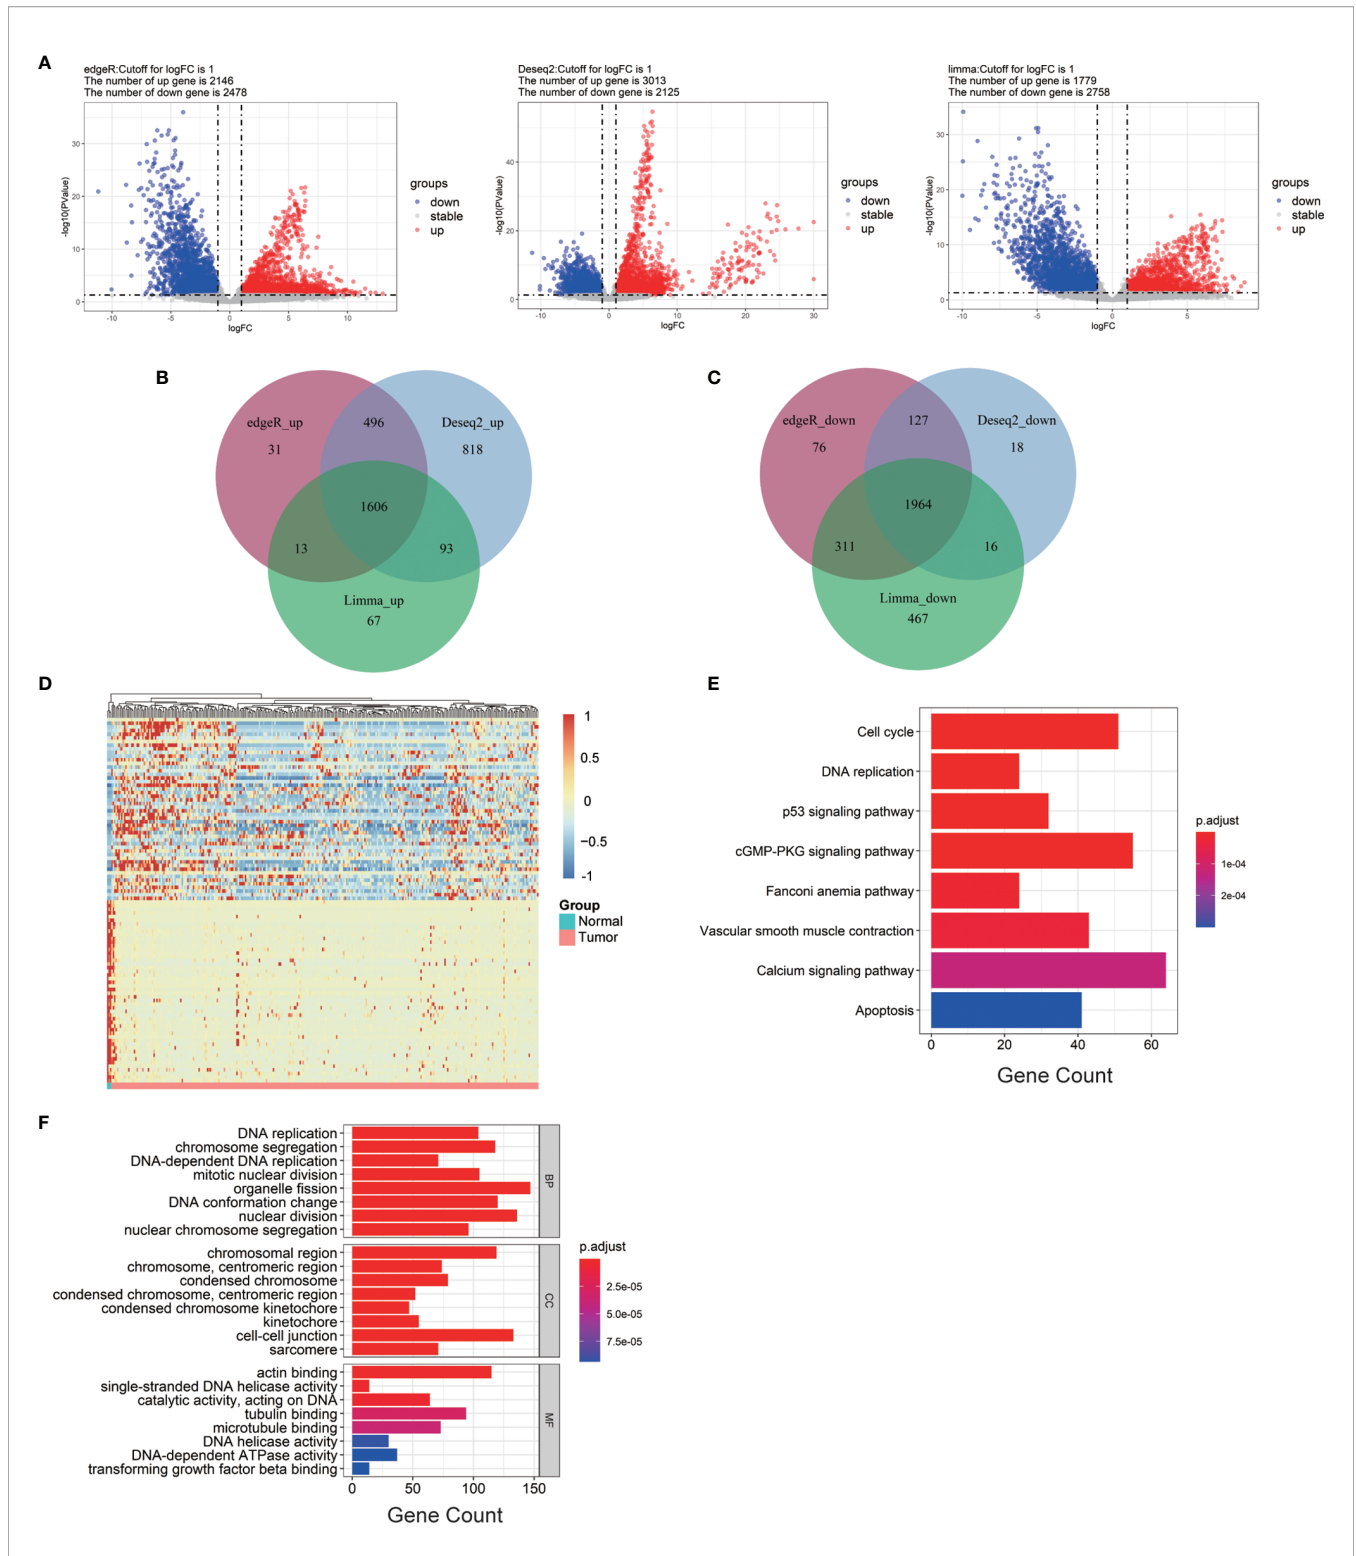 A
edgeR:Cutoff for logFC is 1
The number of up gene is 2146
The number of down gene is 2478
-log10(PValue)
30
20
10
0
-10
-5
0
5
10
logFC
groups
down
stable
up
Deseq2:Cutoff for logFC is 1
The number of up gene is 3013
The number of down gene is 2125
-log10(PValue)
40
20
0
-10
0
10
20
30
logFC
groups
down
stable
up
limma:Cutoff for logFC is 1
The number of up gene is 1779
The number of down gene is 2758
-log10(PValue)
30
20
10
0
-10
-5
0
5
logFC
groups
down
stable
up
B
edgeR_up
31
496
Deseq2_up
818
1606
13
93
Limma_up
67
C
edgeR_down
76
127
Deseq2_down
18
1964
311
16
Limma_down
467
D
1
0.5
0
−0.5
-1
Group
Normal
Tumor
E
Cell cycle
DNA replication
p53 signaling pathway
cGMP-PKG signaling pathway
Fanconi anemia pathway
Vascular smooth muscle contraction
Calcium signaling pathway
Apoptosis
0
20
40
60
Gene Count
p.adjust
1e-04
2e-04
F
DNA replication
chromosome segregation
DNA-dependent DNA replication
mitotic nuclear division
organelle fission
DNA conformation change
nuclear division
nuclear chromosome segregation
BP
chromosomal region
chromosome, centromeric region
condensed chromosome
condensed chromosome, centromeric region
condensed chromosome kinetochore
kinetochore
cell-cell junction
sarcomere
CC
actin binding
single-stranded DNA helicase activity
catalytic activity, acting on DNA
tubulin binding
microtubule binding
DNA helicase activity
DNA-dependent ATPase activity
transforming growth factor beta binding
MF
0
50
100
150
Gene Count
p.adjust
2.5e-05
5.0e-05
7.5e-05